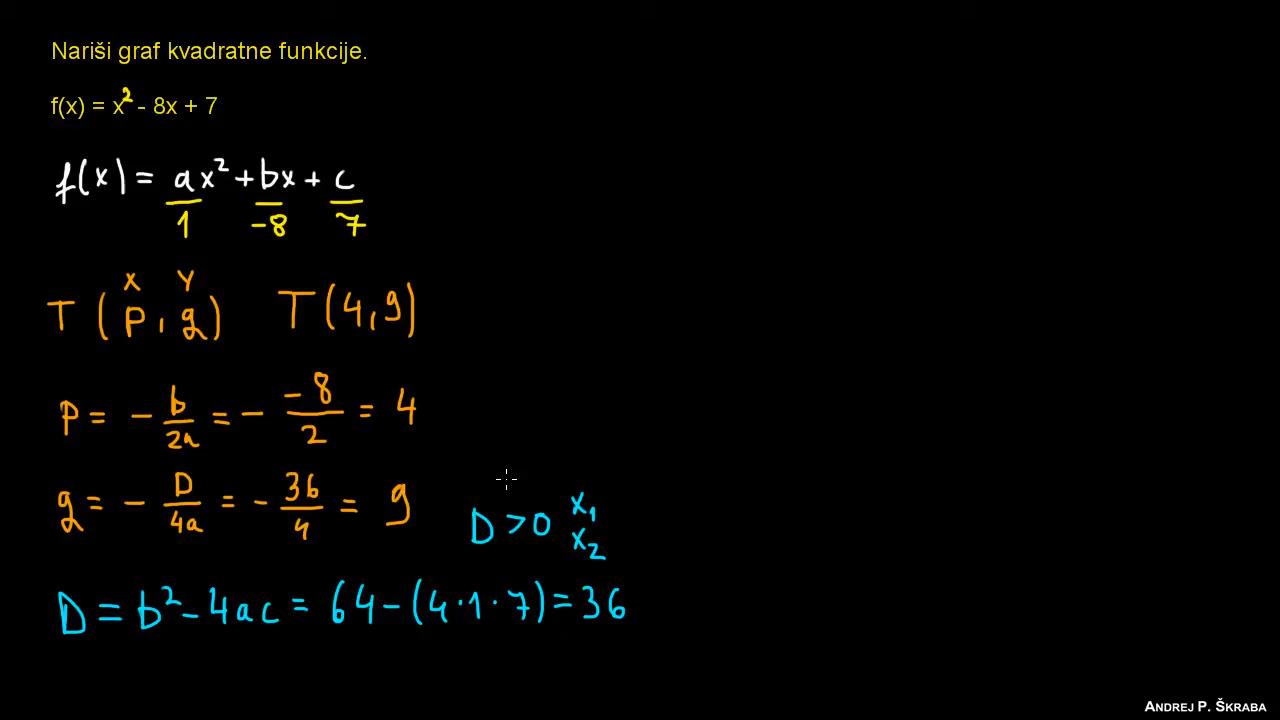 Nariši graf kvadratne funkcije.
f(x) = x² - 8x + 7
f(x) = ax² + bx + c
1 -8 7
x y
T (p, q) T(4, 9)
p = - b/2a = - -8/2 = 4
q = - D/4a = - 36/4 = 9
D > 0 x₁ x₂
D = b² - 4ac = 64 - (4 · 1 · 7) = 36
ANDREJ P. ŠKRABA